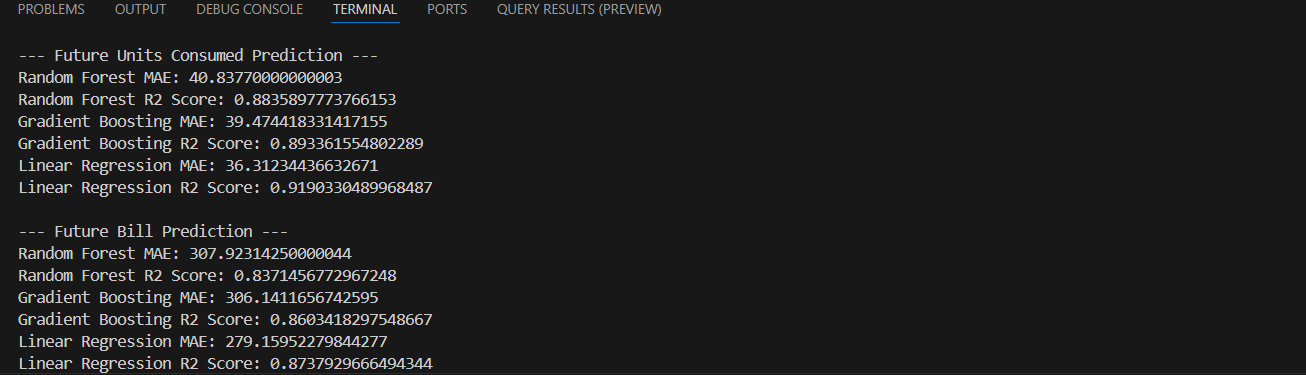 PROBLEMS OUTPUT DEBUG CONSOLE TERMINAL PORTS QUERY RESULTS (PREVIEW)
--- Future Units Consumed Prediction ---
Random Forest MAE: 40.83770000000003
Random Forest R2 Score: 0.8835897773766153
Gradient Boosting MAE: 39.474418331417155
Gradient Boosting R2 Score: 0.893361554802289
Linear Regression MAE: 36.31234436632671
Linear Regression R2 Score: 0.9190330489968487
--- Future Bill Prediction ---
Random Forest MAE: 307.92314250000044
Random Forest R2 Score: 0.8371456772967248
Gradient Boosting MAE: 306.1411656742595
Gradient Boosting R2 Score: 0.8603418297548667
Linear Regression MAE: 279.15952279844277
Linear Regression R2 Score: 0.8737929666494344